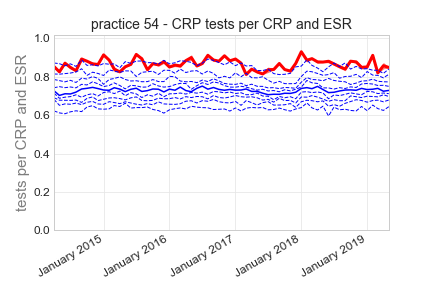 practice 54 - CRP tests per CRP and ESR
tests per CRP and ESR
1.0
0.8
0.6
0.4
0.2
0.0
January 2015
January 2016
January 2017
January 2018
January 2019